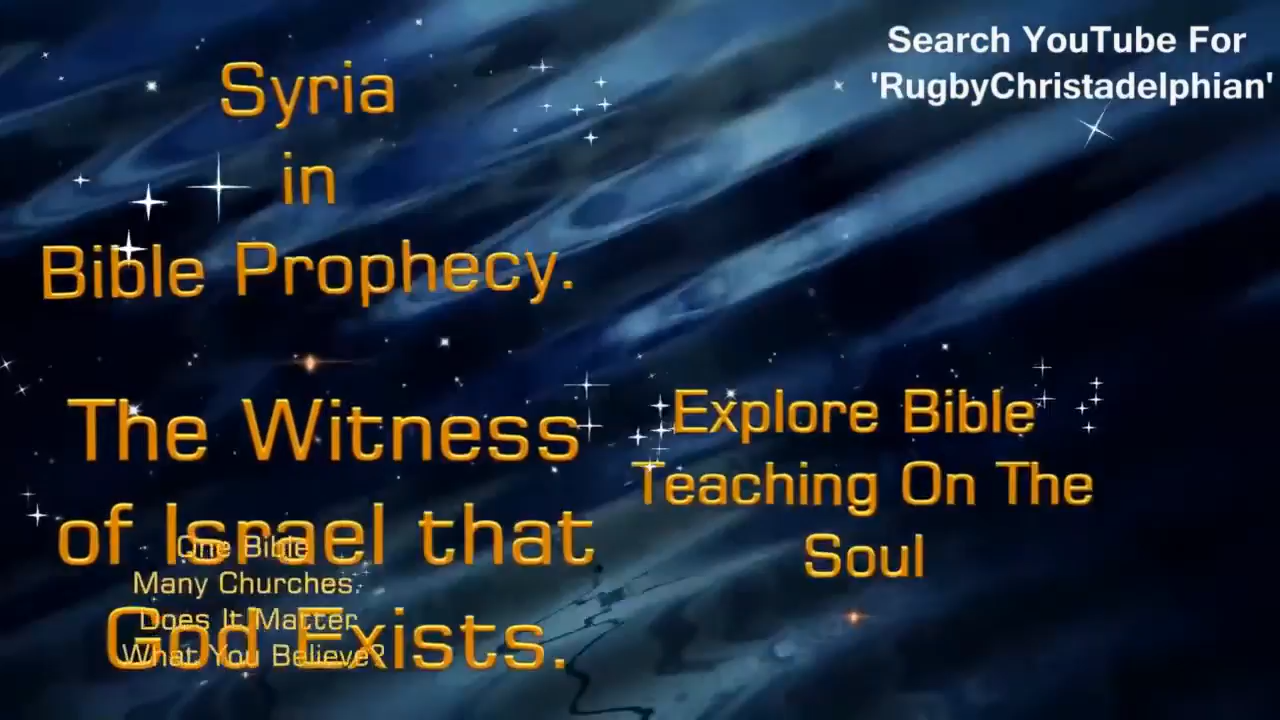 Search YouTube For
'RugbyChristadelphian'
Syria
in
Bible Prophecy.
The Witness
of Israel that
God Exists.
One Bible
Many Churches.
Does It Matter
What You Believe?
Explore Bible
Teaching On The
Soul